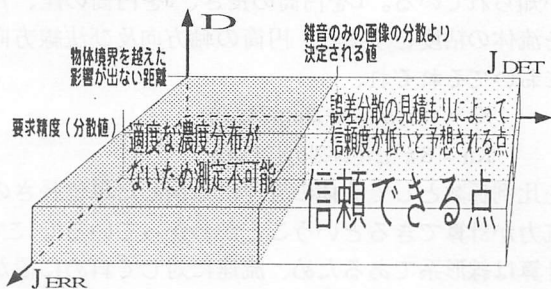 D
物体境界を越えた
影響が出ない距離
雑音のみの画像の分散より
決定される値
JDET
要求精度(分散値)
適度な濃度分布が
ないため測定不可能
誤差分散の見積もりによって
信頼度が低いと予想される点
信頼できる点
JERR